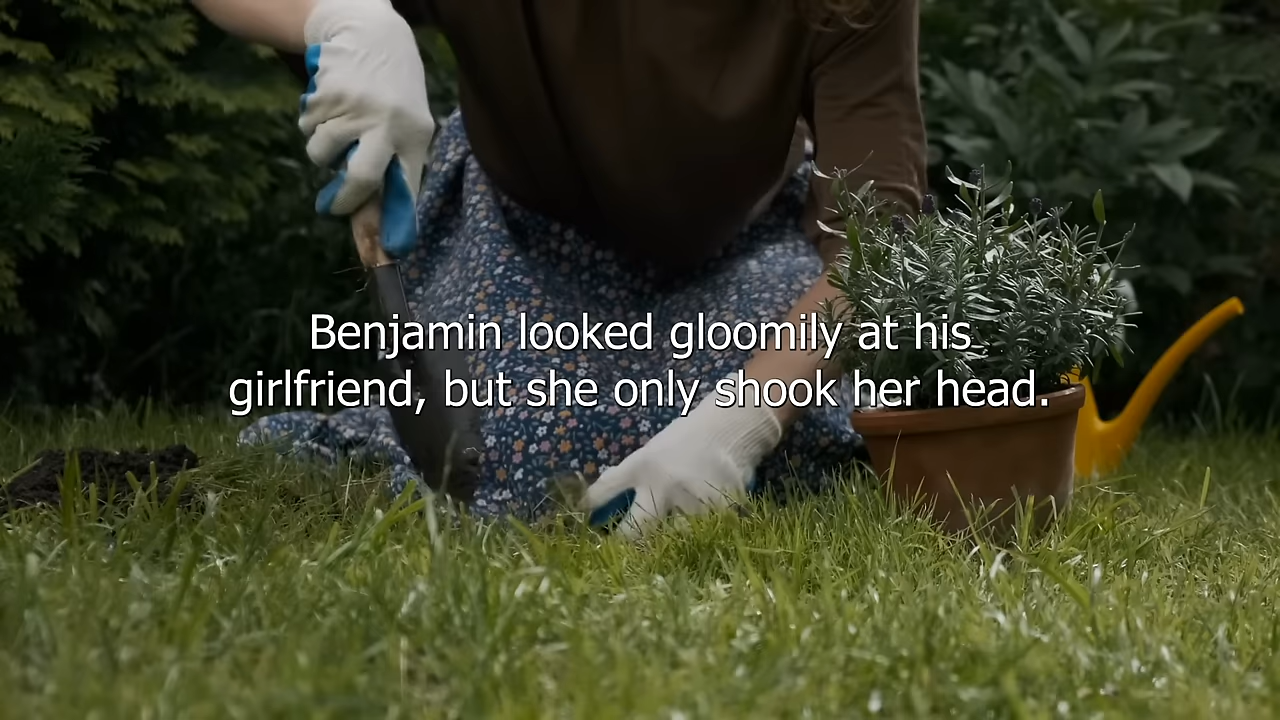 Benjamin looked gloomily at his
girlfriend, but she only shook her head.